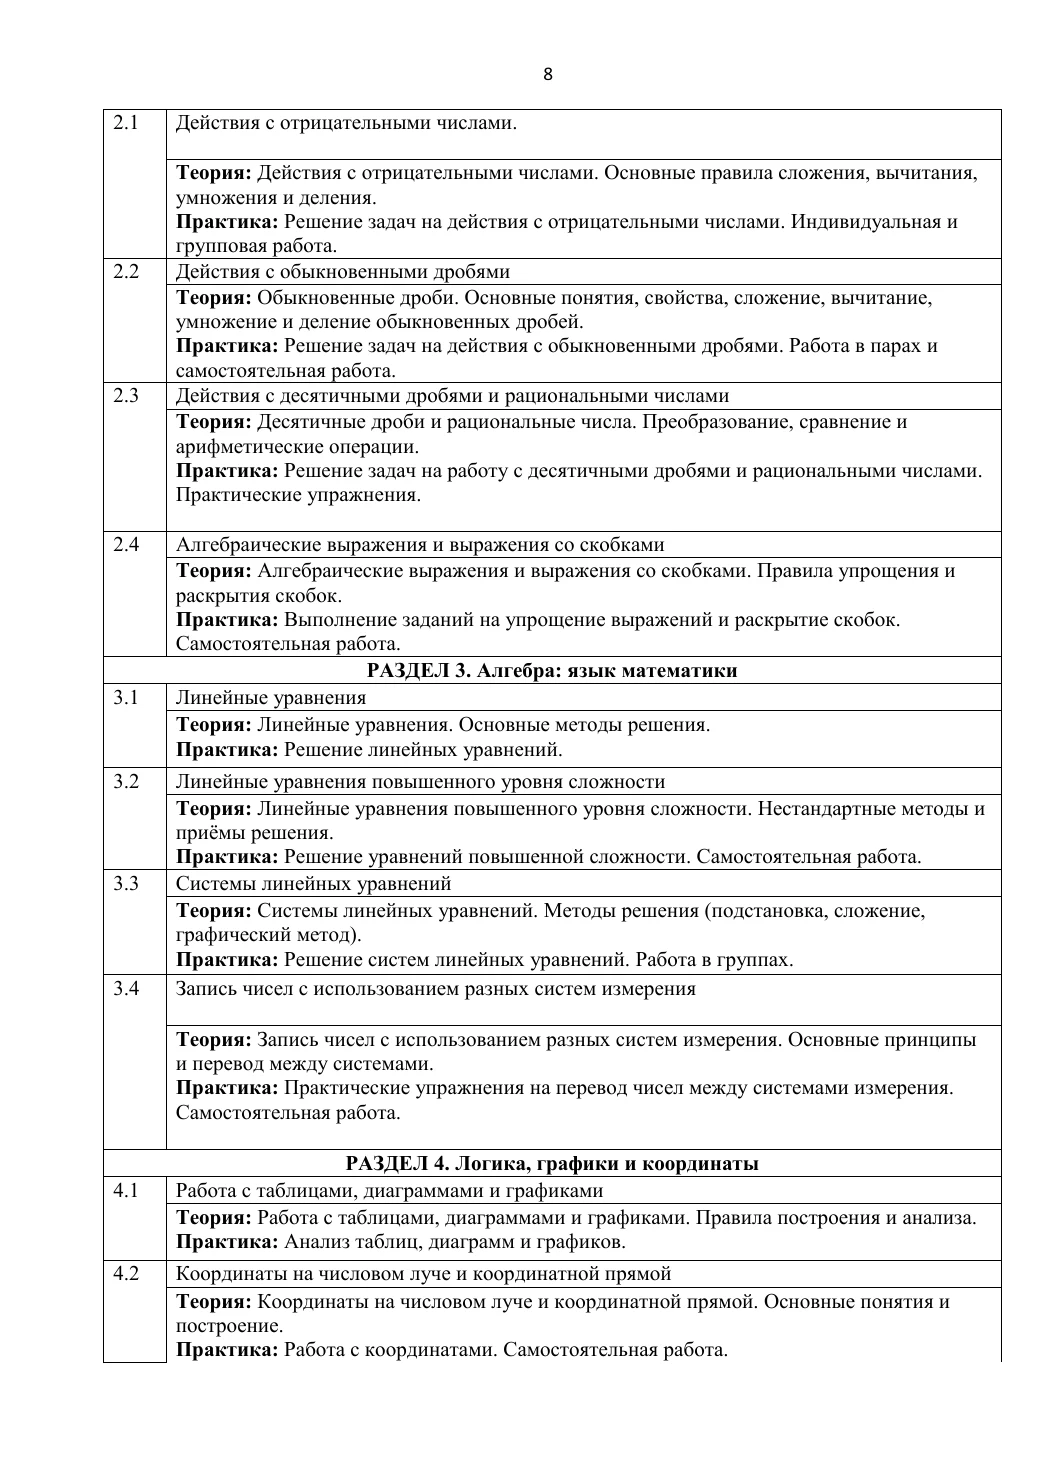 8
2.1 Действия с отрицательными числами.
Теория: Действия с отрицательными числами. Основные правила сложения, вычитания,
умножения и деления.
Практика: Решение задач на действия с отрицательными числами. Индивидуальная и
групповая работа.
2.2 Действия с обыкновенными дробями
Теория: Обыкновенные дроби. Основные понятия, свойства, сложение, вычитание,
умножение и деление обыкновенных дробей.
Практика: Решение задач на действия с обыкновенными дробями. Работа в парах и
самостоятельная работа.
2.3 Действия с десятичными дробями и рациональными числами
Теория: Десятичные дроби и рациональные числа. Преобразование, сравнение и
арифметические операции.
Практика: Решение задач на работу с десятичными дробями и рациональными числами.
Практические упражнения.
2.4 Алгебраические выражения и выражения со скобками
Теория: Алгебраические выражения и выражения со скобками. Правила упрощения и
раскрытия скобок.
Практика: Выполнение заданий на упрощение выражений и раскрытие скобок.
Самостоятельная работа.
РАЗДЕЛ 3. Алгебра: язык математики
3.1 Линейные уравнения
Теория: Линейные уравнения. Основные методы решения.
Практика: Решение линейных уравнений.
3.2 Линейные уравнения повышенного уровня сложности
Теория: Линейные уравнения повышенного уровня сложности. Нестандартные методы и
приёмы решения.
Практика: Решение уравнений повышенной сложности. Самостоятельная работа.
3.3 Системы линейных уравнений
Теория: Системы линейных уравнений. Методы решения (подстановка, сложение,
графический метод).
Практика: Решение систем линейных уравнений. Работа в группах.
3.4 Запись чисел с использованием разных систем измерения
Теория: Запись чисел с использованием разных систем измерения. Основные принципы
и перевод между системами.
Практика: Практические упражнения на перевод чисел между системами измерения.
Самостоятельная работа.
РАЗДЕЛ 4. Логика, графики и координаты
4.1 Работа с таблицами, диаграммами и графиками
Теория: Работа с таблицами, диаграммами и графиками. Правила построения и анализа.
Практика: Анализ таблиц, диаграмм и графиков.
4.2 Координаты на числовом луче и координатной прямой
Теория: Координаты на числовом луче и координатной прямой. Основные понятия и
построение.
Практика: Работа с координатами. Самостоятельная работа.